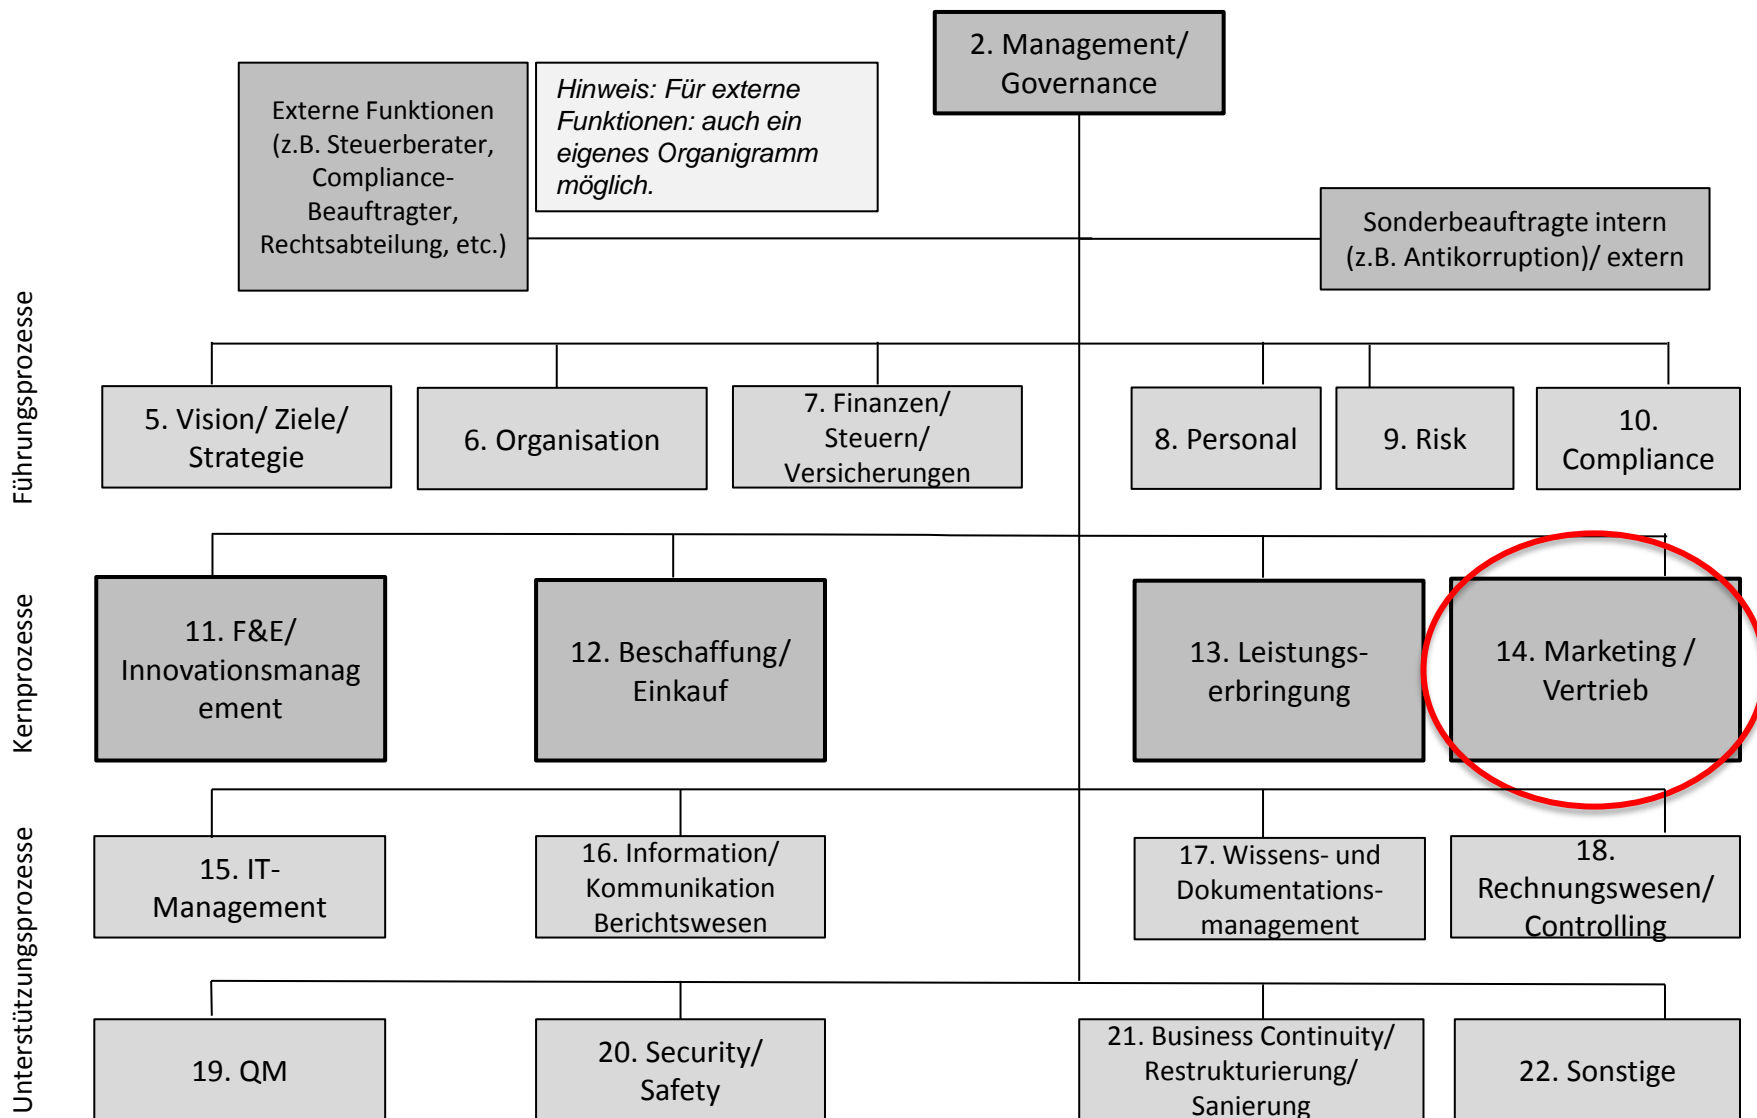 2. Management/
Governance
Externe Funktionen
(z.B. Steuerberater,
Compliance-
Beauftragter,
Rechtsabteilung, etc.)
Hinweis: Für externe
Funktionen: auch ein
eigenes Organigramm
möglich.
Sonderbeauftragte intern
(z.B. Antikorruption)/ extern
Führungsprozesse
5. Vision/ Ziele/
Strategie
6. Organisation
7. Finanzen/
Steuern/
Versicherungen
8. Personal
9. Risk
10.
Compliance
Kernprozesse
11. F&E/
Innovationsmanag
ement
12. Beschaffung/
Einkauf
13. Leistungs-
erbringung
14. Marketing /
Vertrieb
Unterstützungsprozesse
15. IT-
Management
16. Information/
Kommunikation
Berichtswesen
17. Wissens- und
Dokumentations-
management
18.
Rechnungswesen/
Controlling
19. QM
20. Security/
Safety
21. Business Continuity/
Restrukturierung/
Sanierung
22. Sonstige